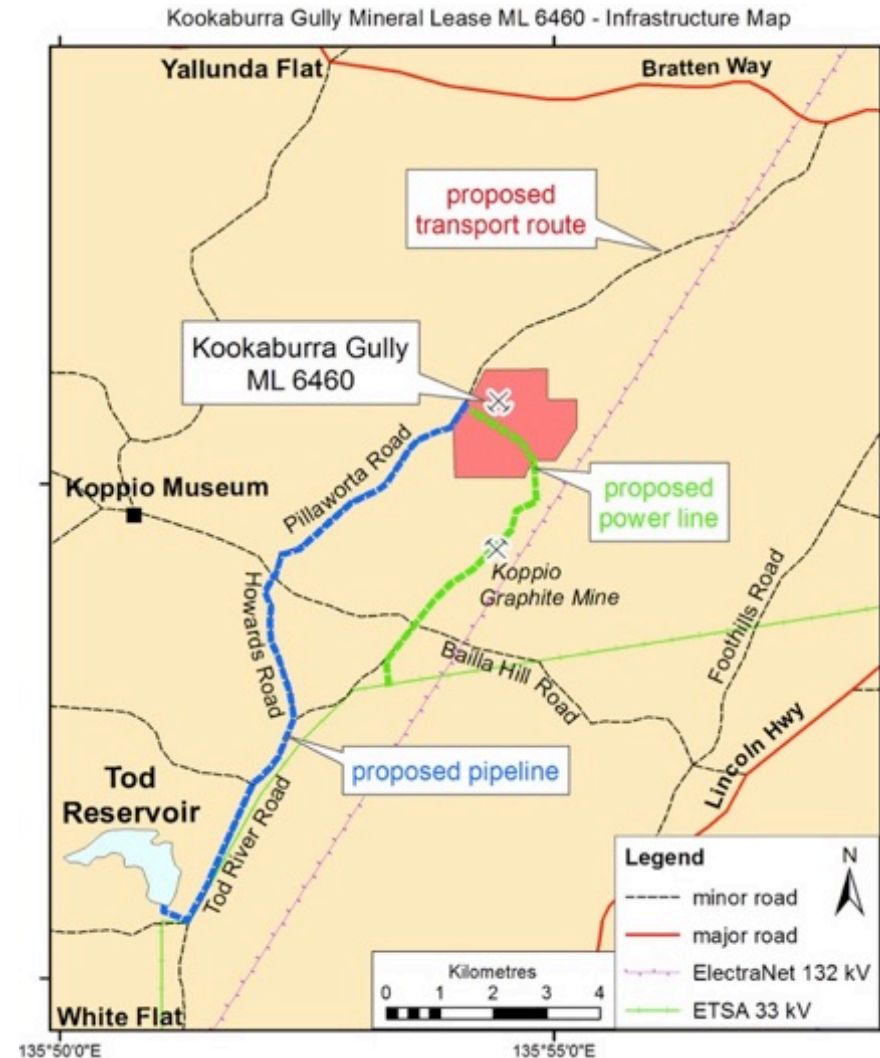 Kookaburra Gully Mineral Lease ML 6460 - Infrastructure Map
Yallunda Flat
Bratten Way
proposed
transport route
Kookaburra Gully
ML 6460
Pillaworta Road
Koppio Museum
proposed
power line
Koppio
Graphite Mine
Howards Road
Foothills Road
Bailla Hill Road
Lincoln Hwy
proposed pipeline
Tod
Reservoir
Tod River Road
White Flat
Legend
N
minor road
major road
ElectraNet 132 kV
ETSA 33 kV
Kilometres
0 1 2 3 4
135°50'0"E
135°55'0"E